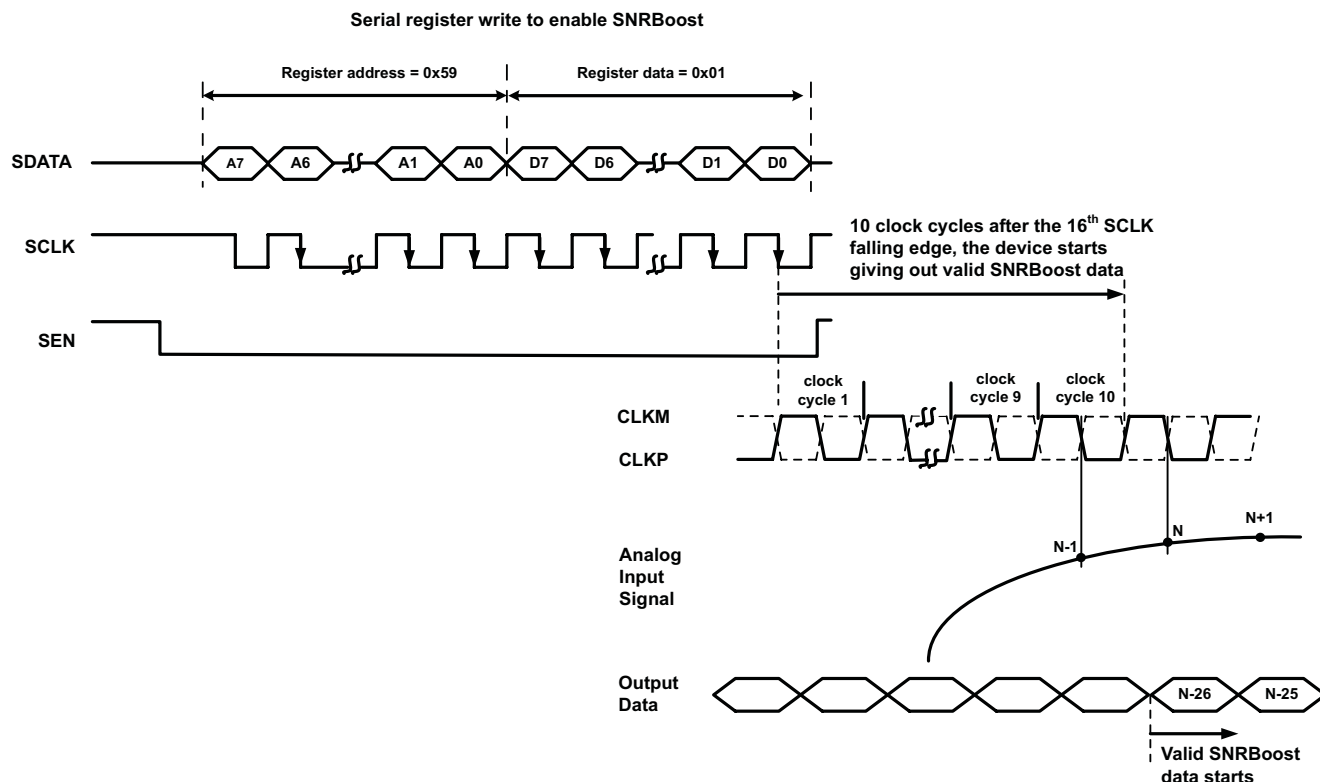 Serial register write to enable SNRBoost
Register address = 0x59
Register data = 0x01
SDATA
A7
A6
A1
A0
D7
D6
D1
D0
SCLK
10 clock cycles after the 16th SCLK
falling edge, the device starts
giving out valid SNRBoost data
SEN
clock
cycle 1
clock
cycle 9
clock
cycle 10
CLKM
CLKP
N-1
N
N+1
Analog
Input
Signal
Output
Data
N-26
N-25
Valid SNRBoost
data starts